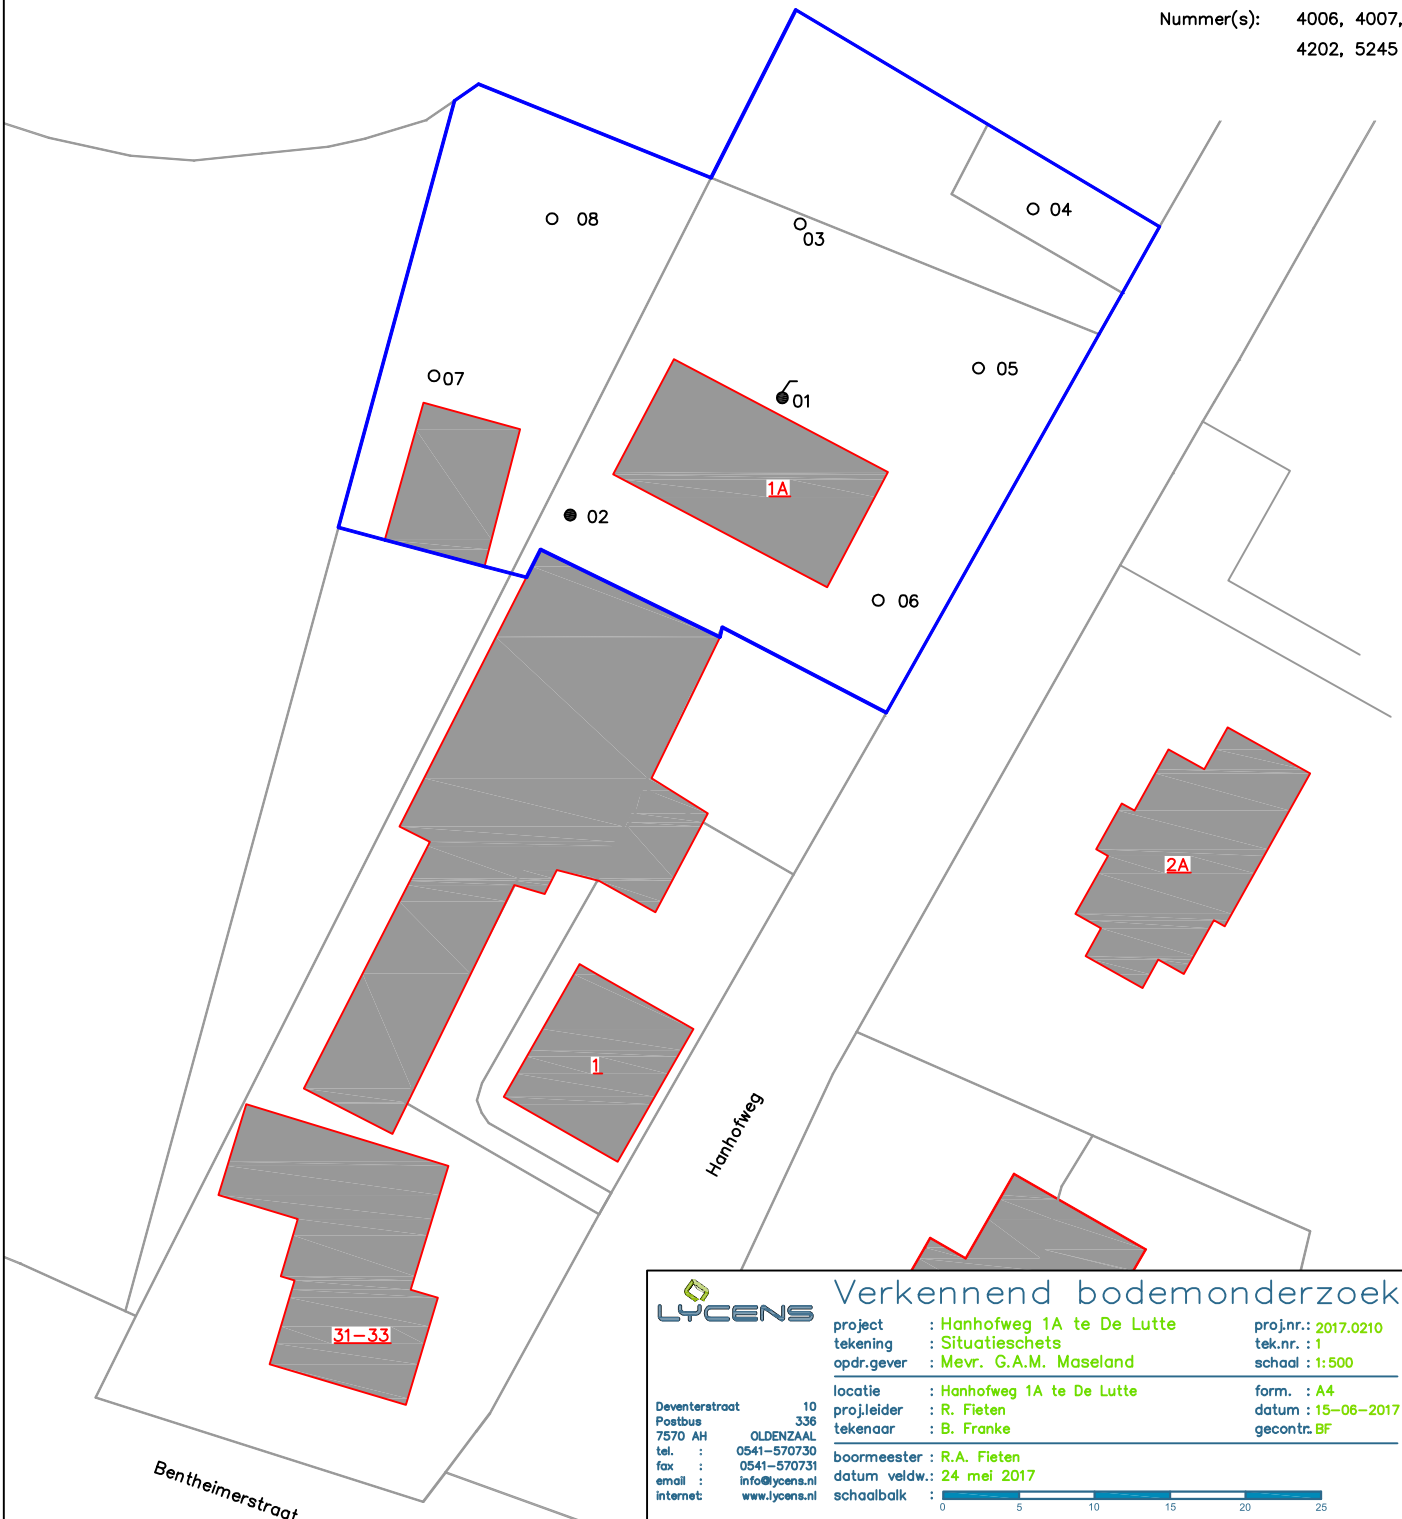 Nummer(s): 4006, 4007,
4202, 5245
08
03
04
07
01
05
1A
02
06
2A
1
Hanhofweg
31-33
Bentheimerstraat
LYCENS
Verkennend bodemonderzoek
project : Hanhofweg 1A te De Lutte proj.nr.: 2017.0210
tekening : Situatieschets tek.nr. : 1
opdr.gever : Mevr. G.A.M. Maseland schaal : 1:500
locatie : Hanhofweg 1A te De Lutte form. : A4
proj.leider : R. Fieten datum : 15-06-2017
tekenaar : B. Franke gecontr.: BF
boormeester : R.A. Fieten
datum veldw.: 24 mei 2017
schaalbalk :
0 5 10 15 20 25
Deventerstraat 10
Postbus 336
7570 AH OLDENZAAL
tel. : 0541-570730
fax : 0541-570731
email : info@lycens.nl
internet: www.lycens.nl